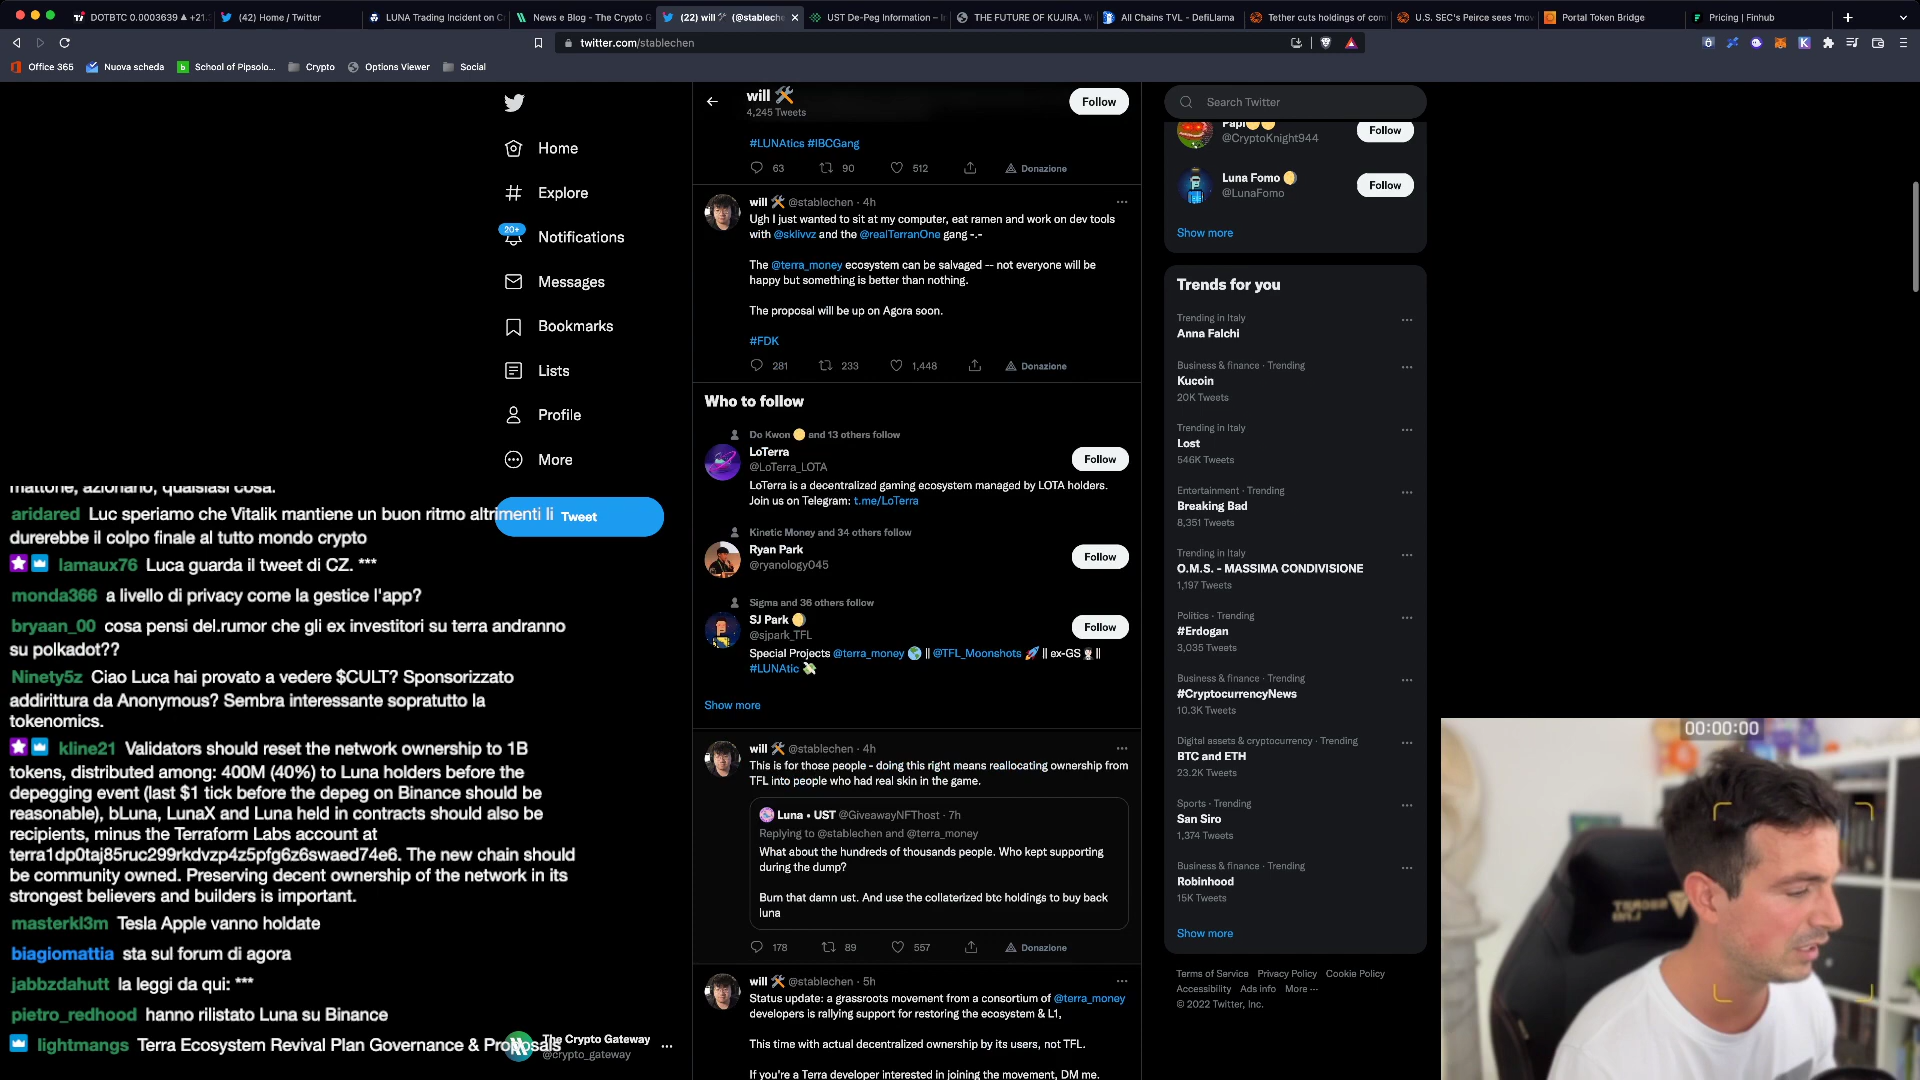 DOTBTC 0.0003639 ▲ +21.
(42) Home / Twitter
LUNA Trading Incident on C
News e Blog - The Crypto G
(22) will 🛠 (@stablech
UST De-Peg Information –
THE FUTURE OF KUJIRA. W
All Chains TVL - DefiLlama
Tether cuts holdings of com
U.S. SEC's Peirce sees 'mov
Portal Token Bridge
Pricing | Finhub
twitter.com/stablechen
Office 365
Nuova scheda
School of Pipsolo...
Crypto
Options Viewer
Social
Home
Explore
20+
Notifications
Messages
Bookmarks
Lists
Profile
More
Tweet
The Crypto Gateway
@crypto_gateway
mattone, azionario, qualsiasi cosa.
aridared Luc speriamo che Vitalik mantiene un buon ritmo altrimenti li
durerebbe il colpo finale al tutto mondo crypto
lamaux76 Luca guarda il tweet di CZ. ***
monda366 a livello di privacy come la gestice l'app?
bryaan_00 cosa pensi del.rumor che gli ex investitori su terra andranno
su polkadot??
Ninety5z Ciao Luca hai provato a vedere $CULT? Sponsorizzato
addirittura da Anonymous? Sembra interessante sopratutto la
tokenomics.
kline21 Validators should reset the network ownership to 1B
tokens, distributed among: 400M (40%) to Luna holders before the
depegging event (last $1 tick before the depeg on Binance should be
reasonable), bLuna, LunaX and Luna held in contracts should also be
recipients, minus the Terraform Labs account at
terra1dp0taj85ruc299rkdvzp4z5pfg6z6swaed74e6. The new chain should
be community owned. Preserving decent ownership of the network in its
strongest believers and builders is important.
masterkl3m Tesla Apple vanno holdate
biagiomattia sta sul forum di agora
jabbzdahutt la leggi da qui: ***
pietro_redhood hanno rilistato Luna su Binance
lightmangs Terra Ecosystem Revival Plan Governance & Proposals
will 🛠
4,245 Tweets
Follow
#LUNAtics #IBCGang
63 90 512 Donazione
will 🛠 @stablechen · 4h
Ugh I just wanted to sit at my computer, eat ramen and work on dev tools
with @sklivvz and the @realTerranOne gang -.-
The @terra_money ecosystem can be salvaged -- not everyone will be
happy but something is better than nothing.
The proposal will be up on Agora soon.
#FDK
281 233 1,448 Donazione
Who to follow
Do Kwon 🌕 and 13 others follow
LoTerra
@LoTerra_LOTA
Follow
LoTerra is a decentralized gaming ecosystem managed by LOTA holders.
Join us on Telegram: t.me/LoTerra
Kinetic Money and 34 others follow
Ryan Park
@ryanology045
Follow
Sigma and 36 others follow
SJ Park 🌖
@sjpark_TFL
Follow
Special Projects @terra_money 🌎 || @TFL_Moonshots 🚀 || ex-GS ||
#LUNAtic 💸
Show more
will 🛠 @stablechen · 4h
This is for those people - doing this right means reallocating ownership from
TFL into people who had real skin in the game.
Luna • UST @GiveawayNFThost · 7h
Replying to @stablechen and @terra_money
What about the hundreds of thousands people. Who kept supporting
during the dump?
Burn that damn ust. And use the collaterized btc holdings to buy back
luna
178 89 557 Donazione
will 🛠 @stablechen · 5h
Status update: a grassroots movement from a consortium of @terra_money
developers is rallying support for restoring the ecosystem & L1,
This time with actual decentralized ownership by its users, not TFL.
If you're a Terra developer interested in joining the movement, DM me.
Search Twitter
Papi
@CryptoKnight944
Follow
Luna Fomo 🌖
@LunaFomo
Follow
Show more
Trends for you
Trending in Italy
Anna Falchi
Business & finance · Trending
Kucoin
20K Tweets
Trending in Italy
Lost
546K Tweets
Entertainment · Trending
Breaking Bad
8,351 Tweets
Trending in Italy
O.M.S. - MASSIMA CONDIVISIONE
1,197 Tweets
Politics · Trending
#Erdogan
3,035 Tweets
Business & finance · Trending
#CryptocurrencyNews
10.3K Tweets
Digital assets & cryptocurrency · Trending
BTC and ETH
23.2K Tweets
Sports · Trending
San Siro
1,374 Tweets
Business & finance · Trending
Robinhood
15K Tweets
Show more
Terms of Service Privacy Policy Cookie Policy
Accessibility Ads info More ···
© 2022 Twitter, Inc.
00:00:00